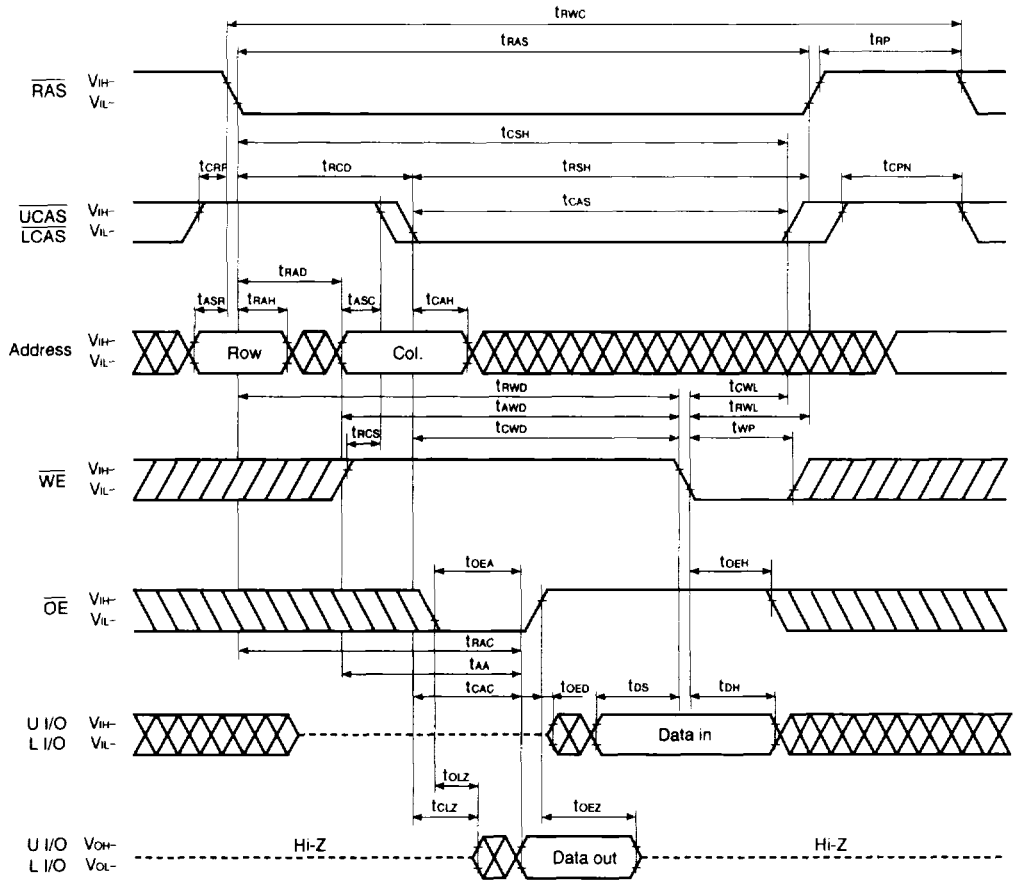 tRWC
tRAS
tRP
RAS
VIH–
VIL–
tCSH
tCRP
tRCD
tRSH
tCPN
tCAS
UCAS
LCAS
VIH–
VIL–
tRAD
tASR
tRAH
tASC
tCAH
Address
VIH–
VIL–
Row
Col.
tRWD
tCWL
tAWD
tRWL
tRCS
tCWD
tWP
WE
VIH–
VIL–
tOEA
tOEH
OE
VIH–
VIL–
tRAC
tAA
tCAC
tOED
tDS
tDH
U I/O VIH–
L I/O VIL–
Data in
tOLZ
tCLZ
tOEZ
U I/O VOH–
L I/O VOL–
Hi-Z
Data out
Hi-Z